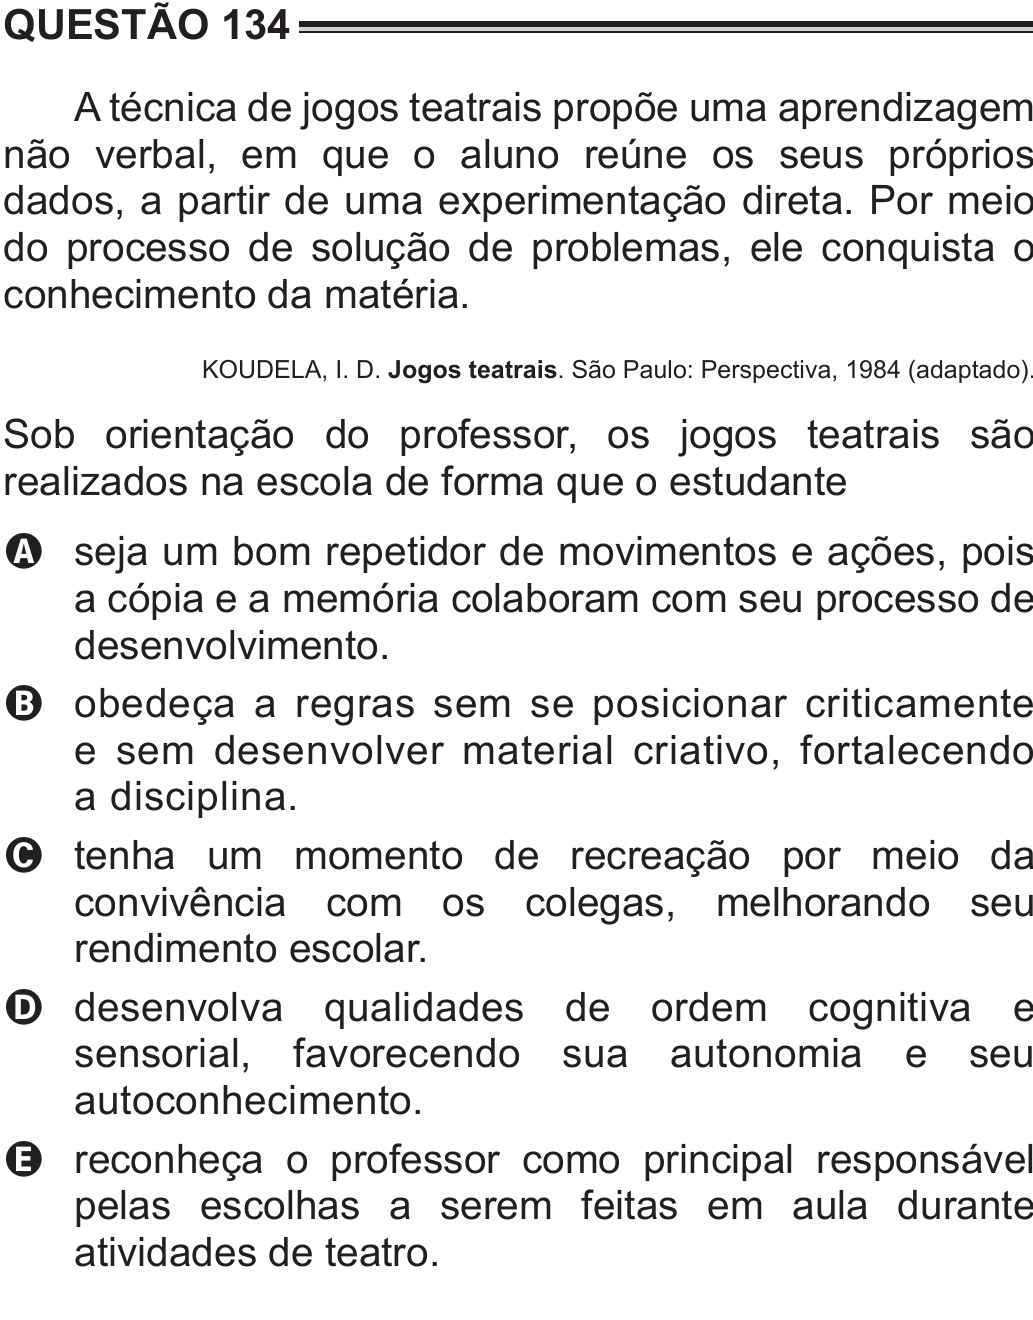 QUESTÃO 134
A técnica de jogos teatrais propõe uma aprendizagem
não verbal, em que o aluno reúne os seus próprios
dados, a partir de uma experimentação direta. Por meio
do processo de solução de problemas, ele conquista o
conhecimento da matéria.
KOUDELA, I. D. Jogos teatrais. São Paulo: Perspectiva, 1984 (adaptado).
Sob orientação do professor, os jogos teatrais são
realizados na escola de forma que o estudante
A seja um bom repetidor de movimentos e ações, pois
a cópia e a memória colaboram com seu processo de
desenvolvimento.
B obedeça a regras sem se posicionar criticamente
e sem desenvolver material criativo, fortalecendo
a disciplina.
C tenha um momento de recreação por meio da
convivência com os colegas, melhorando seu
rendimento escolar.
D desenvolva qualidades de ordem cognitiva e
sensorial, favorecendo sua autonomia e seu
autoconhecimento.
E reconheça o professor como principal responsável
pelas escolhas a serem feitas em aula durante
atividades de teatro.